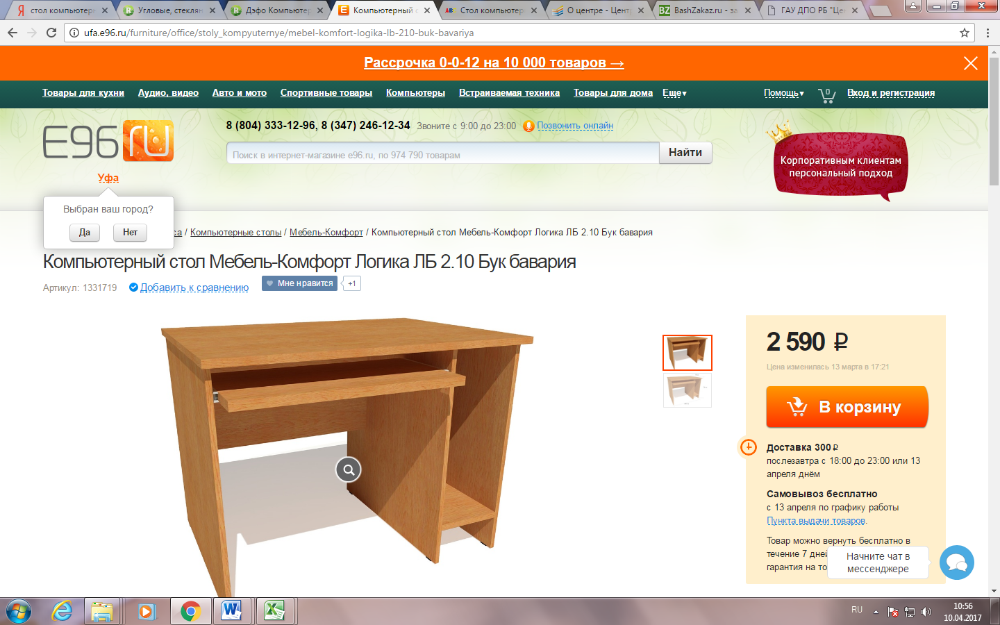 стол компьютерн
Угловые, стеклян
Дэфо Компьютер
Компьютерный с
Стол компьютер
О центре - Центр
BashZakaz.ru - за
ГАУ ДПО РБ "Цен
ufa.e96.ru/furniture/office/stoly_kompyuternye/mebel-komfort-logika-lb-210-buk-bavariya
Рассрочка 0-0-12 на 10 000 товаров →
Товары для кухни Аудио, видео Авто и мото Спортивные товары Компьютеры Встраиваемая техника Товары для дома Еще▾ Помощь▾ 0 Вход и регистрация
E96 ru
8 (804) 333-12-96, 8 (347) 246-12-34 Звоните с 9:00 до 23:00 Позвонить онлайн
Поиск в интернет-магазине e96.ru, по 974 790 товарам Найти
Корпоративным клиентам
персональный подход
Уфа
Выбран ваш город?
Да Нет
са / Компьютерные столы / Мебель-Комфорт / Компьютерный стол Мебель-Комфорт Логика ЛБ 2.10 Бук бавария
Компьютерный стол Мебель-Комфорт Логика ЛБ 2.10 Бук бавария
Артикул: 1331719 Добавить к сравнению Мне нравится +1
2 590 ₽
Цена изменилась 13 марта в 17:21
В корзину
Доставка 300 ₽
послезавтра с 18:00 до 23:00 или 13
апреля днём
Самовывоз бесплатно
с 13 апреля по графику работы
Пункта выдачи товаров.
Товар можно вернуть бесплатно в
течение 7 дней
гарантия на то
Начните чат в
мессенджере
RU
10:56
10.04.2017